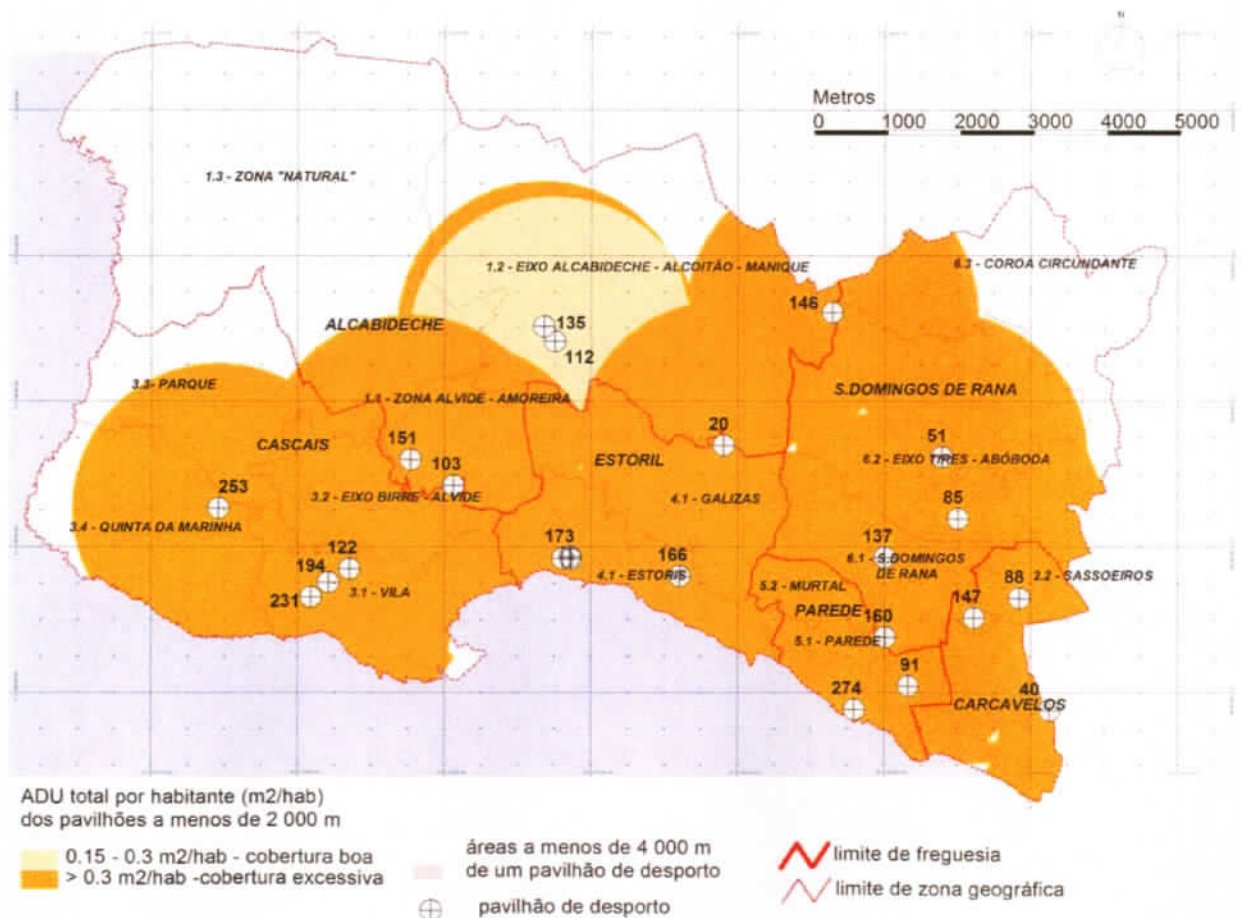 Metros
0 1000 2000 3000 4000 5000
1.3 - ZONA "NATURAL"
1.2 - EIXO ALCABIDECHE - ALCOITÃO - MANIQUE
6.3 - COROA CIRCUNDANTE
146
135
ALCABIDECHE
112
3.3 - PARQUE
1.1 - ZONA ALVIDE - AMOREIRA
S.DOMINGOS DE RANA
20
51
CASCAIS
151
ESTORIL
6.2 - EIXO TIRES - ABÓBODA
103
253
3.2 - EIXO BIRRE - ALVIDE
4.1 - GALIZAS
85
3.4 - QUINTA DA MARINHA
122
173
166
137
6.1 - S.DOMINGOS
DE RANA
194
4.1 - ESTORIS
5.2 - MURTAL
88
2.2 - SASSOEIROS
231
3.1 - VILA
PAREDE
147
160
5.1 - PAREDE
91
274
40
CARCAVELOS
ADU total por habitante (m2/hab)
dos pavilhões a menos de 2 000 m
0.15 - 0.3 m2/hab - cobertura boa
> 0.3 m2/hab -cobertura excessiva
áreas a menos de 4 000 m
de um pavilhão de desporto
pavilhão de desporto
limite de freguesia
limite de zona geográfica